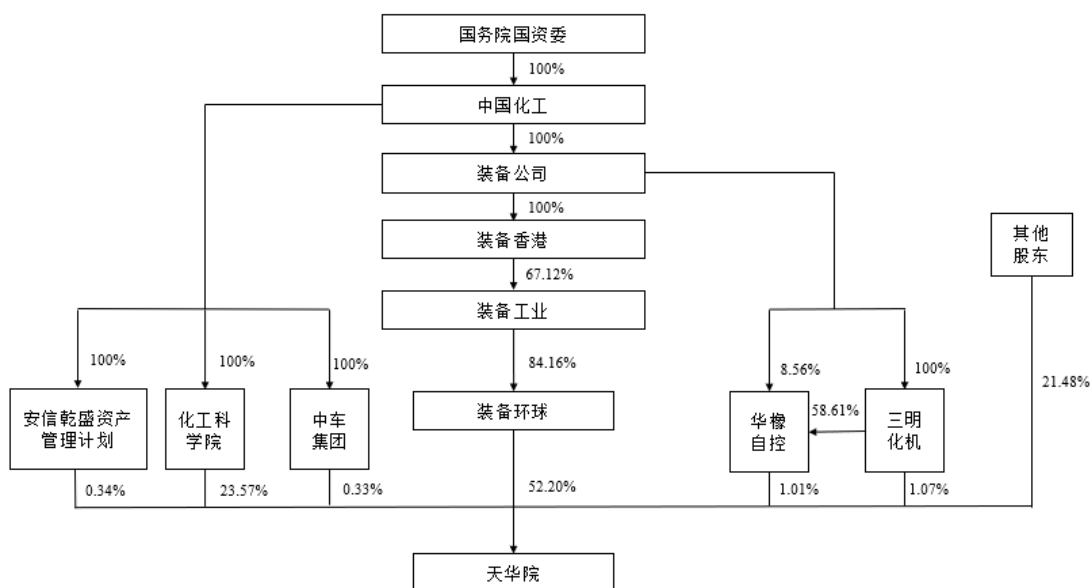 国务院国资委
100%
中国化工
100%
装备公司
100%
装备香港
其他
股东
67.12%
装备工业
100%
100%
100%
84.16%
8.56%
100%
21.48%
安信乾盛资产
管理计划
化工科
学院
中车
集团
装备环球
华橡
自控
58.61%
三明
化机
0.34%
23.57%
0.33%
52.20%
1.01%
1.07%
天华院